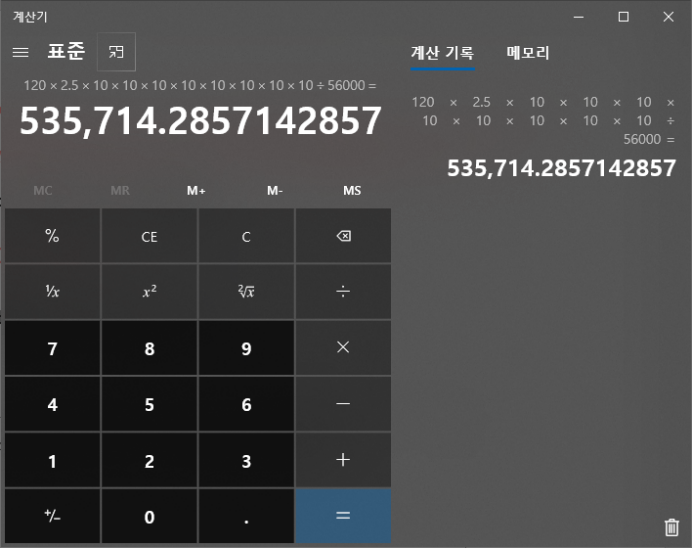 계산기
표준
계산 기록 메모리
120 × 2.5 × 10 × 10 × 10 × 10 × 10 × 10 × 10 × 10 ÷ 56000 =
535,714.2857142857
120 × 2.5 × 10 × 10 × 10 ×
10 × 10 × 10 × 10 × 10 ÷
56000 =
535,714.2857142857
MC MR M+ M- MS
% CE C ⌫
¹/x x² ²√x ÷
7 8 9 ×
4 5 6 −
1 2 3 +
+/− 0 . =